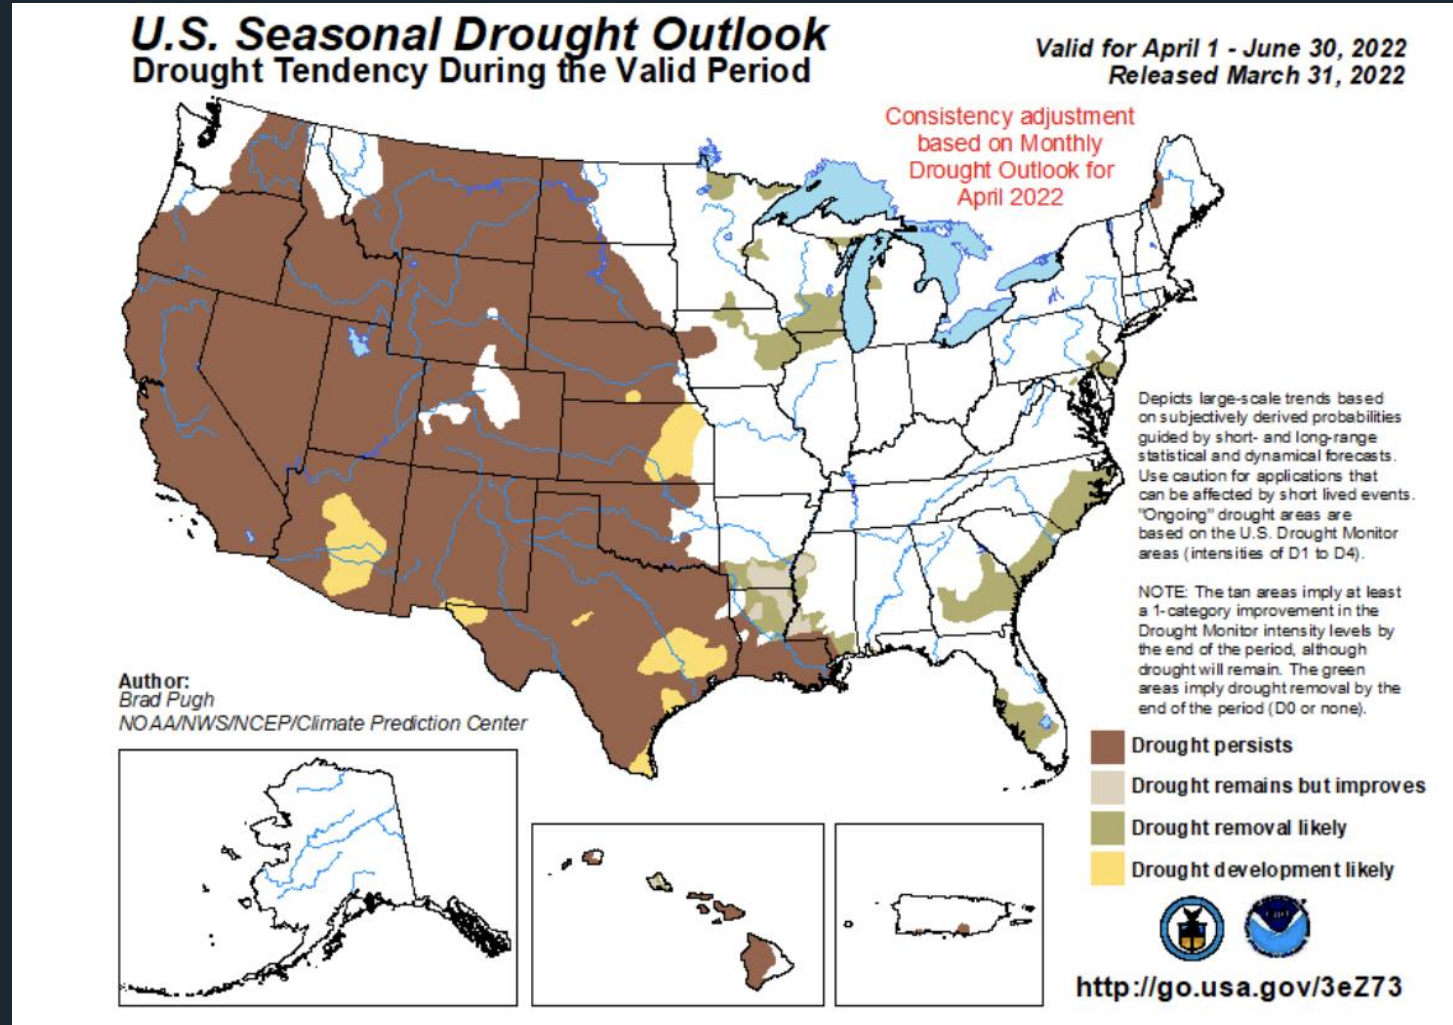 U.S. Seasonal Drought Outlook
Drought Tendency During the Valid Period
Valid for April 1 - June 30, 2022
Released March 31, 2022
Consistency adjustment
based on Monthly
Drought Outlook for
April 2022
Depicts large-scale trends based
on subjectively derived probabilities
guided by short- and long-range
statistical and dynamical forecasts.
Use caution for applications that
can be affected by short lived events.
"Ongoing" drought areas are
based on the U.S. Drought Monitor
areas (intensities of D1 to D4).
NOTE: The tan areas imply at least
a 1-category improvement in the
Drought Monitor intensity levels by
the end of the period, although
drought will remain. The green
areas imply drought removal by the
end of the period (D0 or none).
Author:
Brad Pugh
NOAA/NWS/NCEP/Climate Prediction Center
Drought persists
Drought remains but improves
Drought removal likely
Drought development likely
http://go.usa.gov/3eZ73